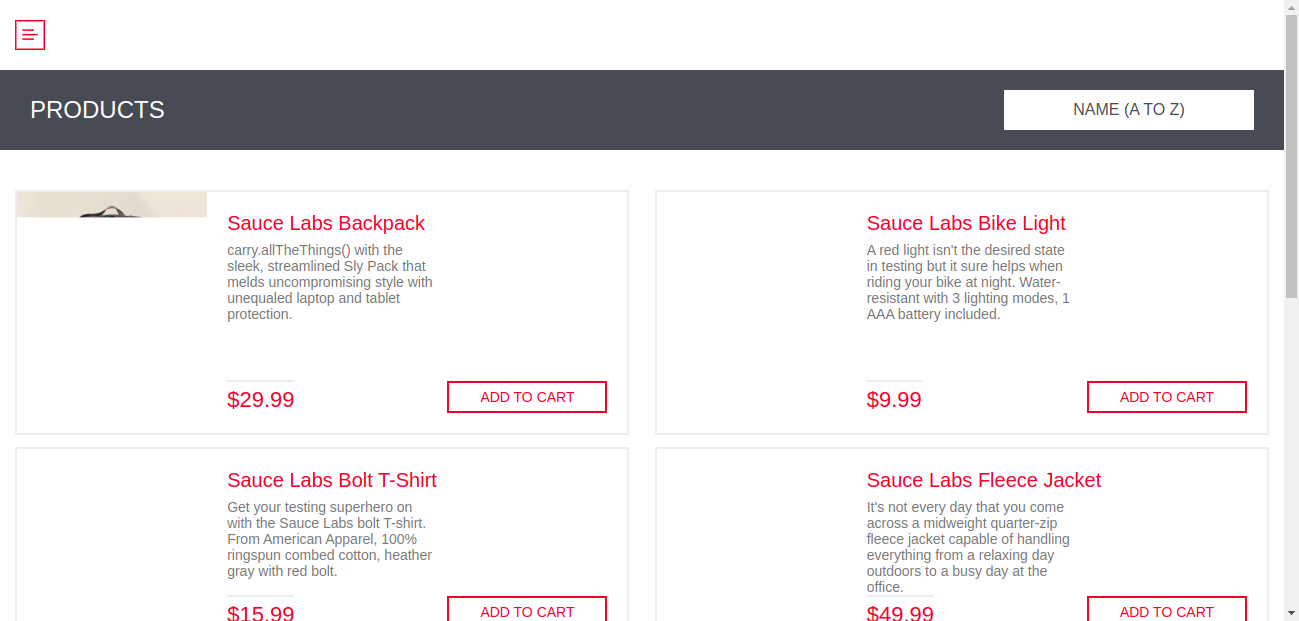 PRODUCTS
NAME (A TO Z)
Sauce Labs Backpack
carry.allTheThings() with the
sleek, streamlined Sly Pack that
melds uncompromising style with
unequaled laptop and tablet
protection.
$29.99
ADD TO CART
Sauce Labs Bike Light
A red light isn't the desired state
in testing but it sure helps when
riding your bike at night. Water-
resistant with 3 lighting modes, 1
AAA battery included.
$9.99
ADD TO CART
Sauce Labs Bolt T-Shirt
Get your testing superhero on
with the Sauce Labs bolt T-shirt.
From American Apparel, 100%
ringspun combed cotton, heather
gray with red bolt.
$15.99
ADD TO CART
Sauce Labs Fleece Jacket
It's not every day that you come
across a midweight quarter-zip
fleece jacket capable of handling
everything from a relaxing day
outdoors to a busy day at the
office.
$49.99
ADD TO CART